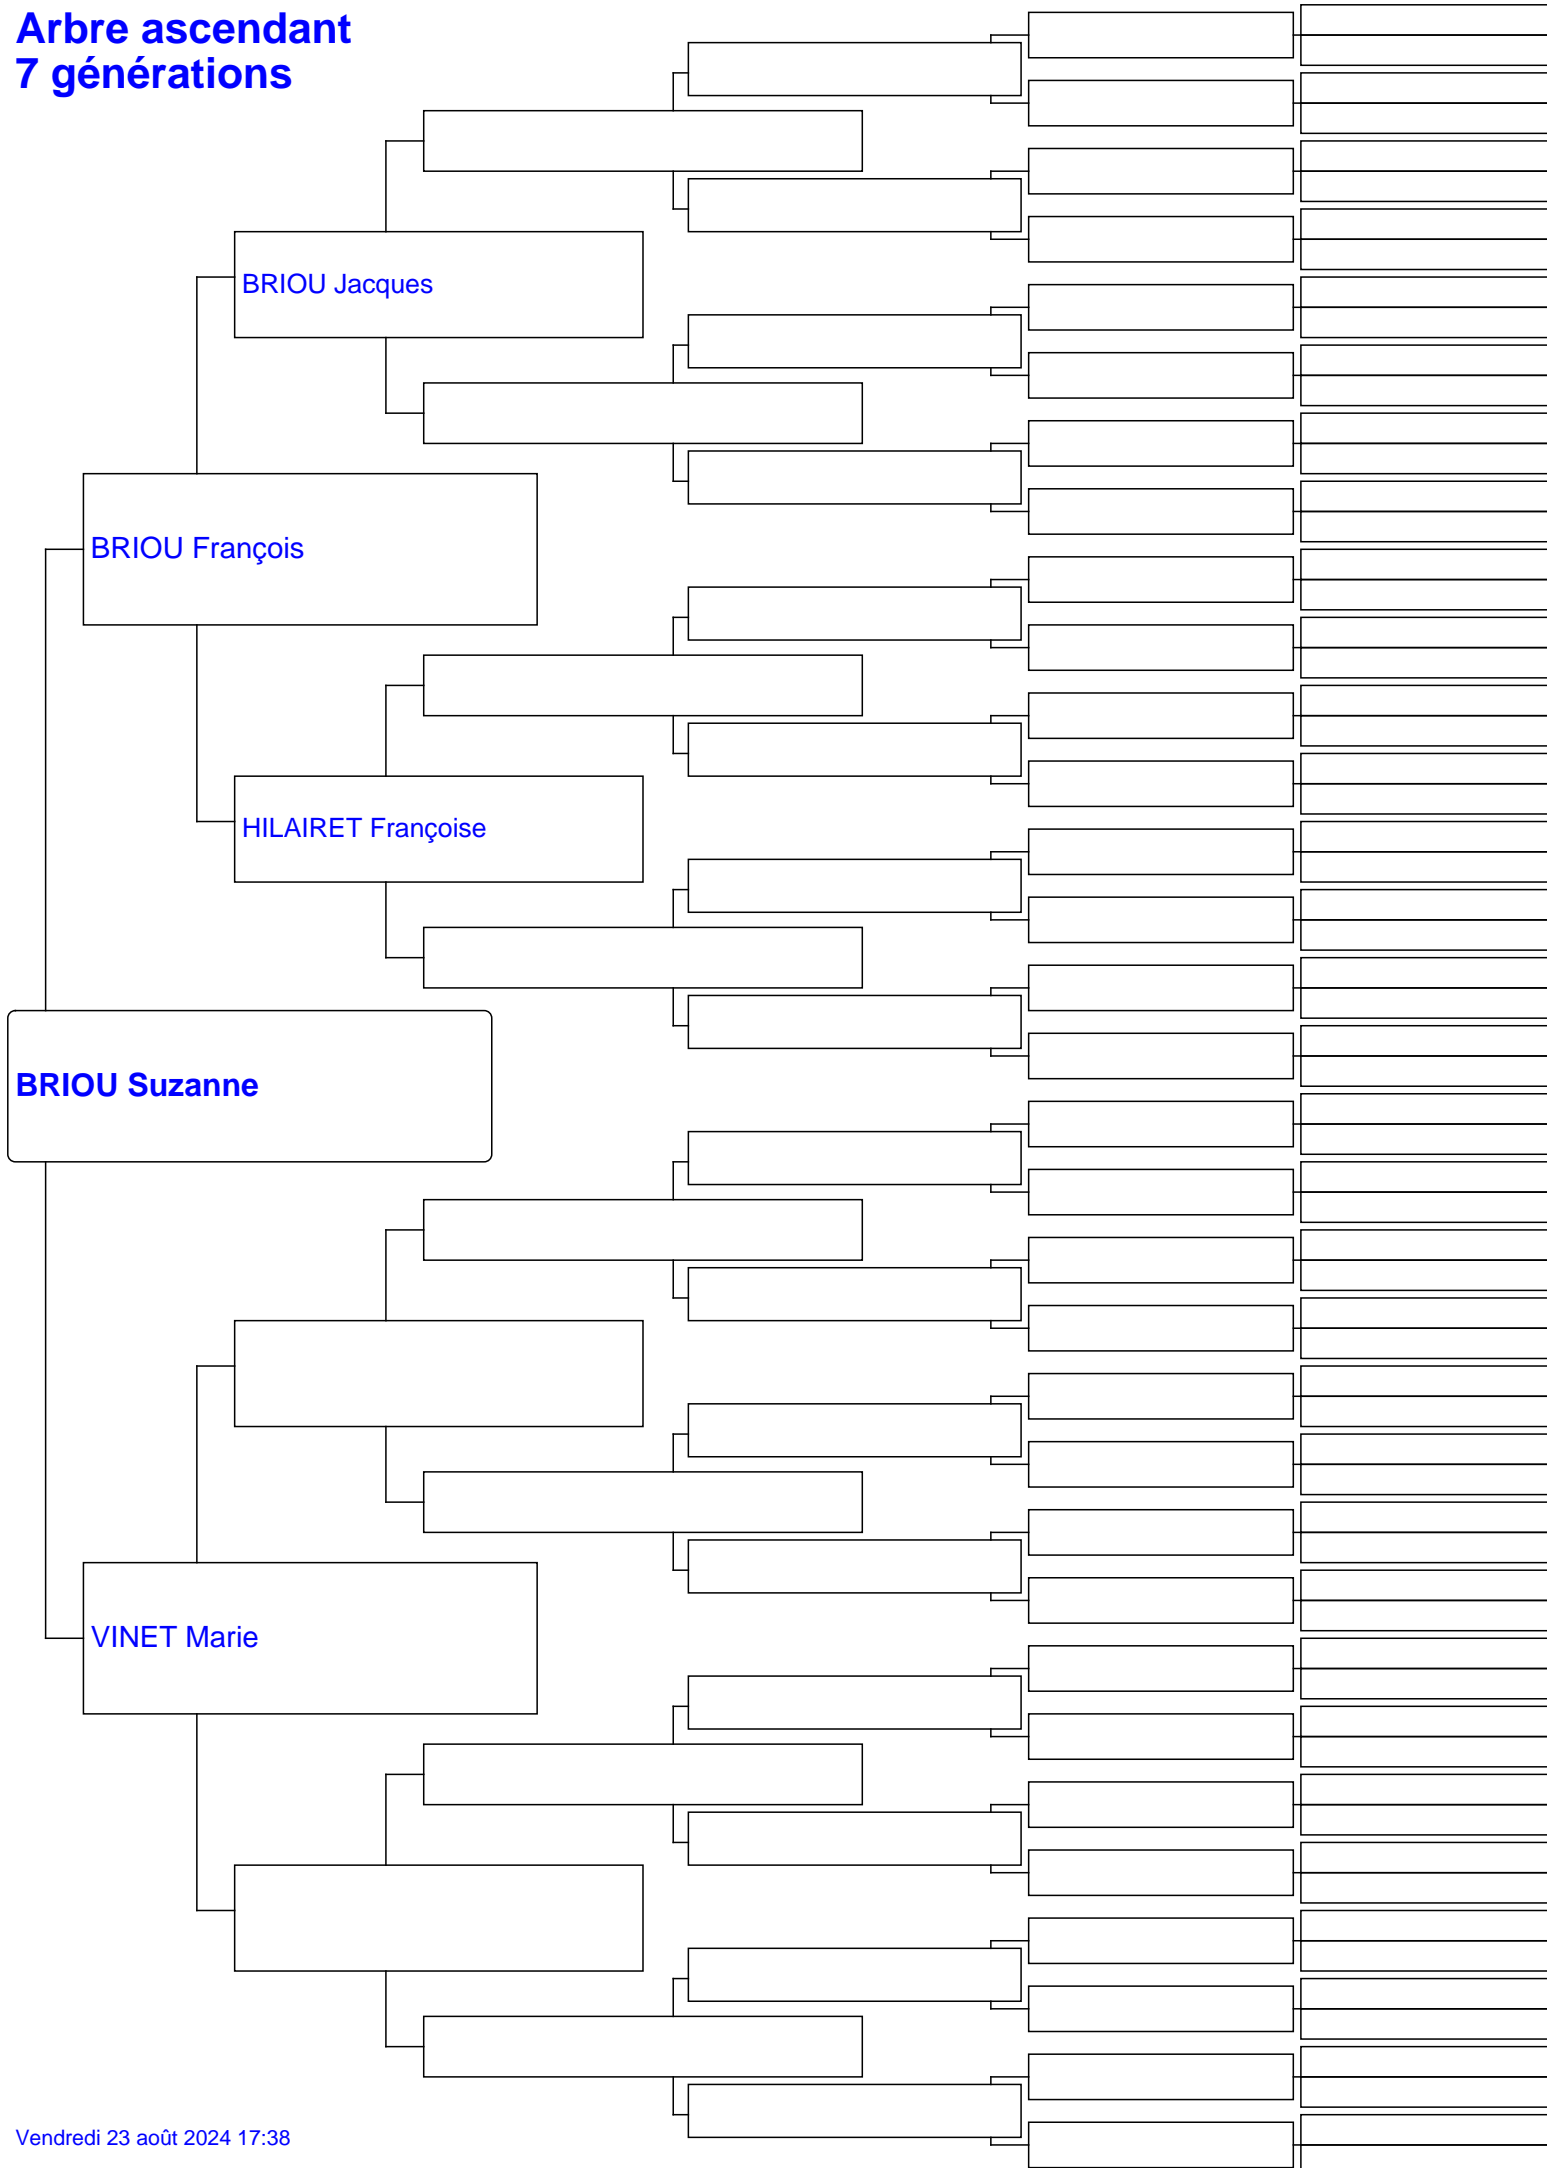 Arbre ascendant
7 générations
BRIOU Jacques
BRIOU François
HILAIRET Françoise
BRIOU Suzanne
VINET Marie
Vendredi 23 août 2024 17:38